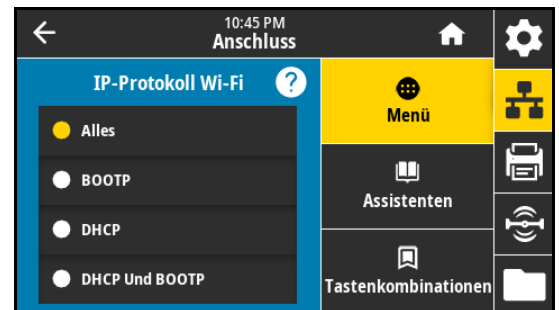 10:45 PM
Anschluss
IP-Protokoll Wi-Fi ?
Alles
BOOTP
DHCP
DHCP Und BOOTP
Menü
Assistenten
Tastenkombinationen